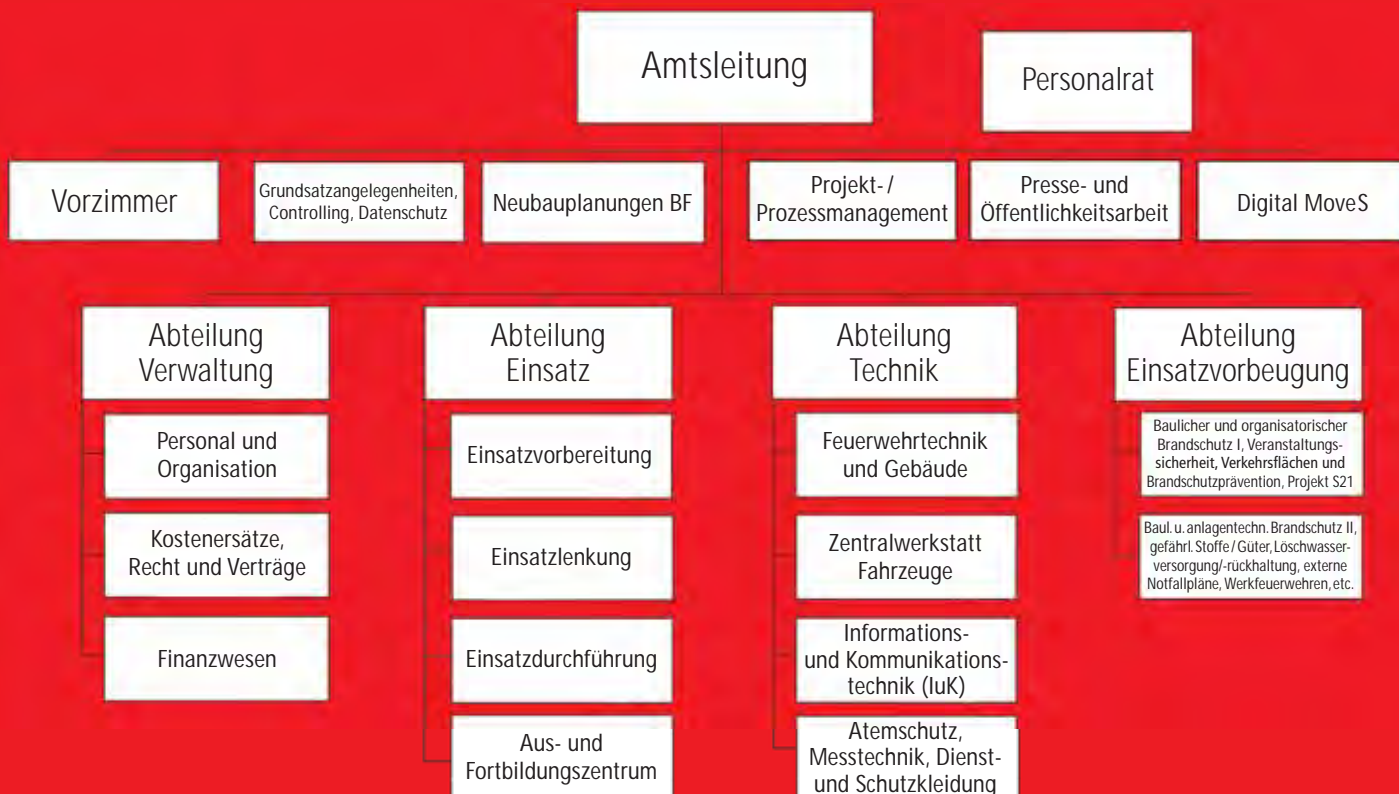 Amtsleitung
Personalrat
Vorzimmer
Grundsatzangelegenheiten,
Controlling, Datenschutz
Neubauplanungen BF
Projekt- /
Prozessmanagement
Presse- und
Öffentlichkeitsarbeit
Digital MoveS
Abteilung
Verwaltung
Personal und
Organisation
Kostenersätze,
Recht und Verträge
Finanzwesen
Abteilung
Einsatz
Einsatzvorbereitung
Einsatzlenkung
Einsatzdurchführung
Aus- und
Fortbildungszentrum
Abteilung
Technik
Feuerwehrtechnik
und Gebäude
Zentralwerkstatt
Fahrzeuge
Informations-
und Kommunikations-
technik (IuK)
Atemschutz,
Messtechnik, Dienst-
und Schutzkleidung
Abteilung
Einsatzvorbeugung
Baulicher und organisatorischer
Brandschutz I, Veranstaltungs-
sicherheit, Verkehrsflächen und
Brandschutzprävention, Projekt S21
Baul. u. anlagentechn. Brandschutz II,
gefährl. Stoffe / Güter, Löschwasser-
versorgung/-rückhaltung, externe
Notfallpläne, Werkfeuerwehren, etc.